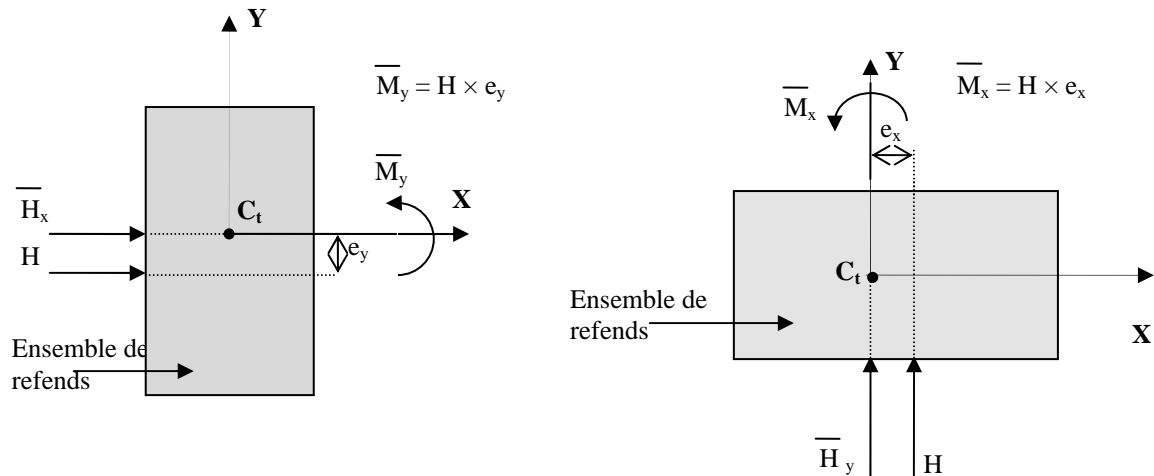 Y
M̅y = H × ey
M̅y
X
H̅x
Ct
H
ey
Ensemble de
refends
Y
M̅x = H × ex
M̅x
ex
Ct
Ensemble de
refends
X
H̅y
H